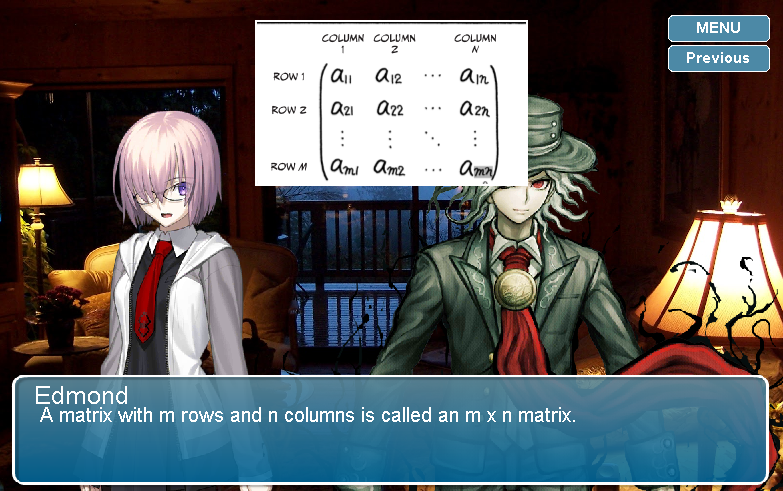 MENU
Previous
COLUMN COLUMN COLUMN
1 2 N
ROW 1 a11 a12 ... a1n
ROW 2 a21 a22 ... a2n
⋮ ⋮ ⋱ ⋮
ROW M am1 am2 ... amn
Edmond
A matrix with m rows and n columns is called an m x n matrix.